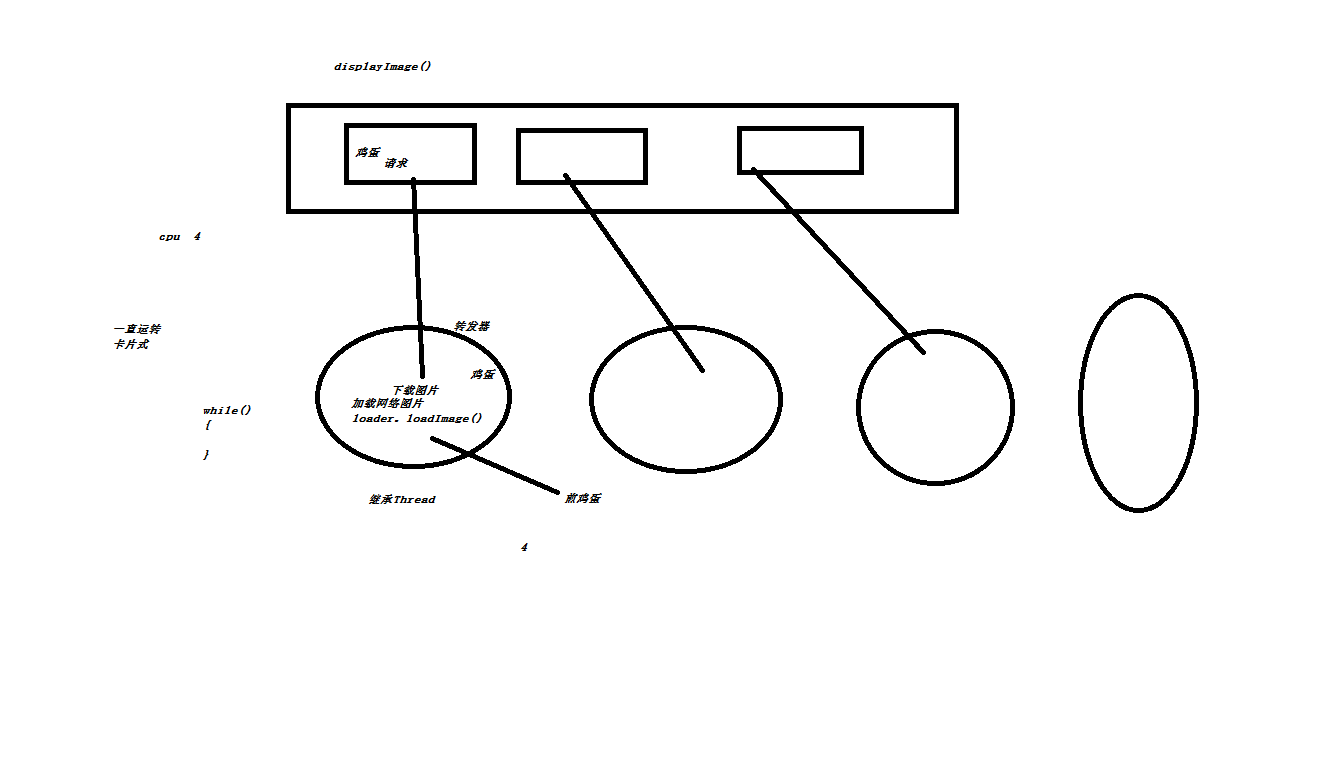 displayImage()
鸡蛋
请求
cpu 4
转发器
一直运转
卡片式
鸡蛋
下载图片
加载网络图片
loader. loadImage()
while()
{
}
继承Thread
煎鸡蛋
4